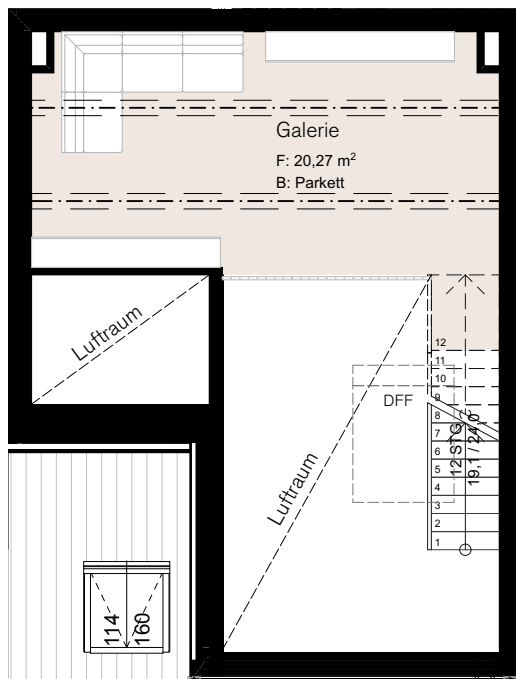 Galerie
F: 20,27 m²
B: Parkett
Luftraum
Luftraum
DFF
12
11
10
9
8
7
6
5
4
3
2
1
12 STG
19,1 / 24,0
114
160